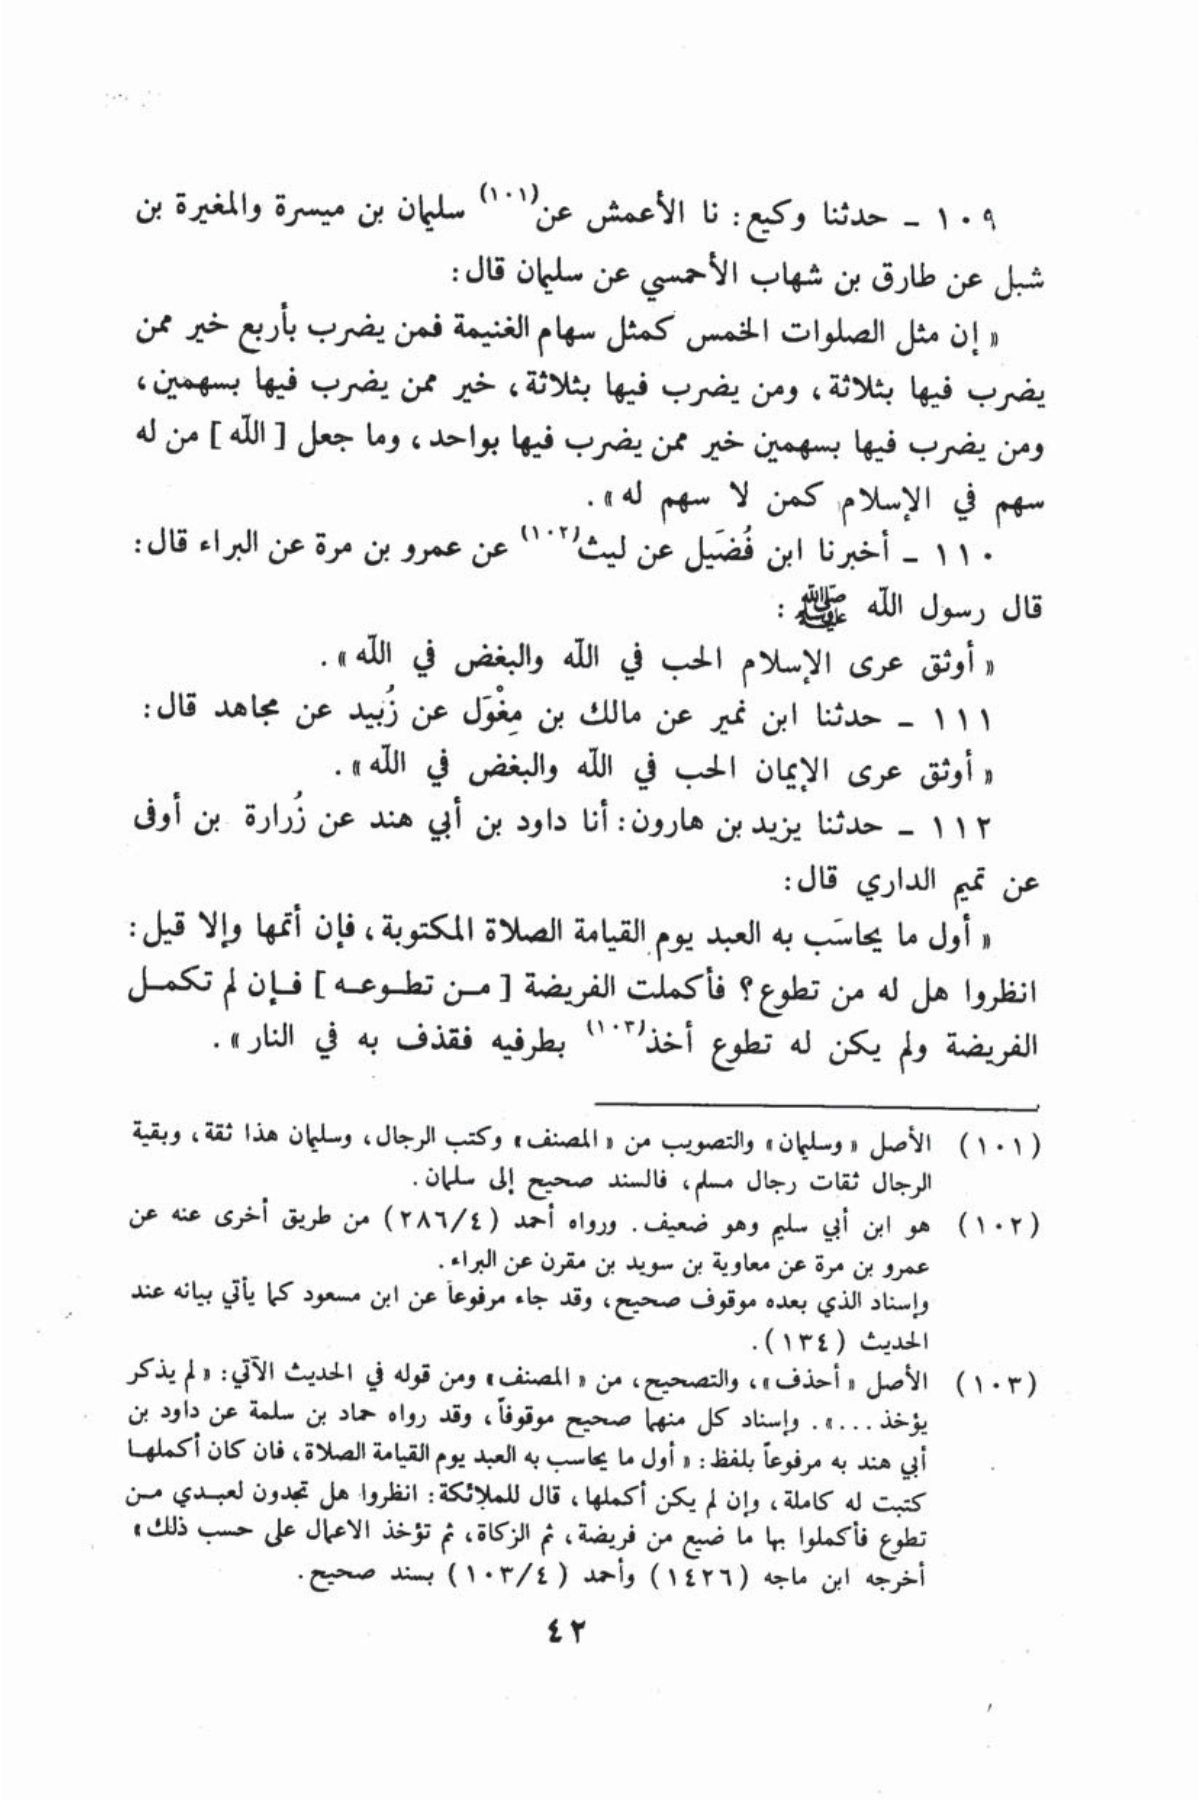 ١٠٩ ـ حدثنا وكيع: نا الأعمش عن(١٠١) سليمان بن ميسرة والمغيرة بن
شبل عن طارق بن شهاب الأحمسي عن سليمان قال:
« إن مثل الصلوات الخمس كمثل سهام الغنيمة فمن يضرب بأربع خير ممن
يضرب فيها بثلاثة، ومن يضرب فيها بثلاثة، خير ممن يضرب فيها بسهمين،
ومن يضرب فيها بسهمين خير ممن يضرب فيها بواحد، وما جعل [ الله ] من له
سهم في الإسلام كمن لا سهم له ».
١١٠ ـ أخبرنا ابن فُضَيل عن ليث(١٠٢) عن عمرو بن مرة عن البراء قال:
قال رسول الله ﷺ :
« أوثق عرى الإسلام الحب في الله والبغض في الله ».
١١١ ـ حدثنا ابن نمير عن مالك بن مِغْوَل عن زُبيد عن مجاهد قال:
« أوثق عرى الإيمان الحب في الله والبغض في الله ».
١١٢ ـ حدثنا يزيد بن هارون: أنا داود بن أبي هند عن زُرارة بن أوفى
عن تميم الداري قال:
« أول ما يحاسَب به العبد يوم القيامة الصلاة المكتوبة، فإن أتمها وإلا قيل:
انظروا هل له من تطوع؟ فأكملت الفريضة [ مـن تطـوعـه ] فـإن لم تكمـل
الفريضة ولم يكن له تطوع أخذ(١٠٣) بطرفيه فقذف به في النار ».
(١٠١) الأصل « وسليمان » والتصويب من « المصنف » وكتب الرجال، وسليمان هذا ثقة، وبقية
الرجال ثقات رجال مسلم، فالسند صحيح إلى سلمان.
(١٠٢) هو ابن أبي سليم وهو ضعيف. ورواه أحمد (٢٨٦/٤) من طريق أخرى عنه عن
عمرو بن مرة عن معاوية بن سويد بن مقرن عن البراء.
وإسناد الذي بعده موقوف صحيح، وقد جاء مرفوعاً عن ابن مسعود كما يأتي بيانه عند
الحديث (١٣٤).
(١٠٣) الأصل « أحذف »، والتصحيح، من « المصنف » ومن قوله في الحديث الآتي: « لم يذكر
يؤخذ ...». وإسناد كل منهما صحيح موقوفاً، وقد رواه حماد بن سلمة عن داود بن
أبي هند به مرفوعاً بلفظ: « أول ما يحاسب به العبد يوم القيامة الصلاة، فان كان أكملهـا
كتبت له كاملة، وإن لم يكن أكملها، قال للملائكة: انظروا هل تجدون لعبـدي مـن
تطوع فأكملوا بها ما ضيع من فريضة، ثم الزكاة، ثم تؤخذ الاعمال على حسب ذلك »
أخرجه ابن ماجه (١٤٢٦) وأحمد (١٠٣/٤) بسند صحيح.
٤٢